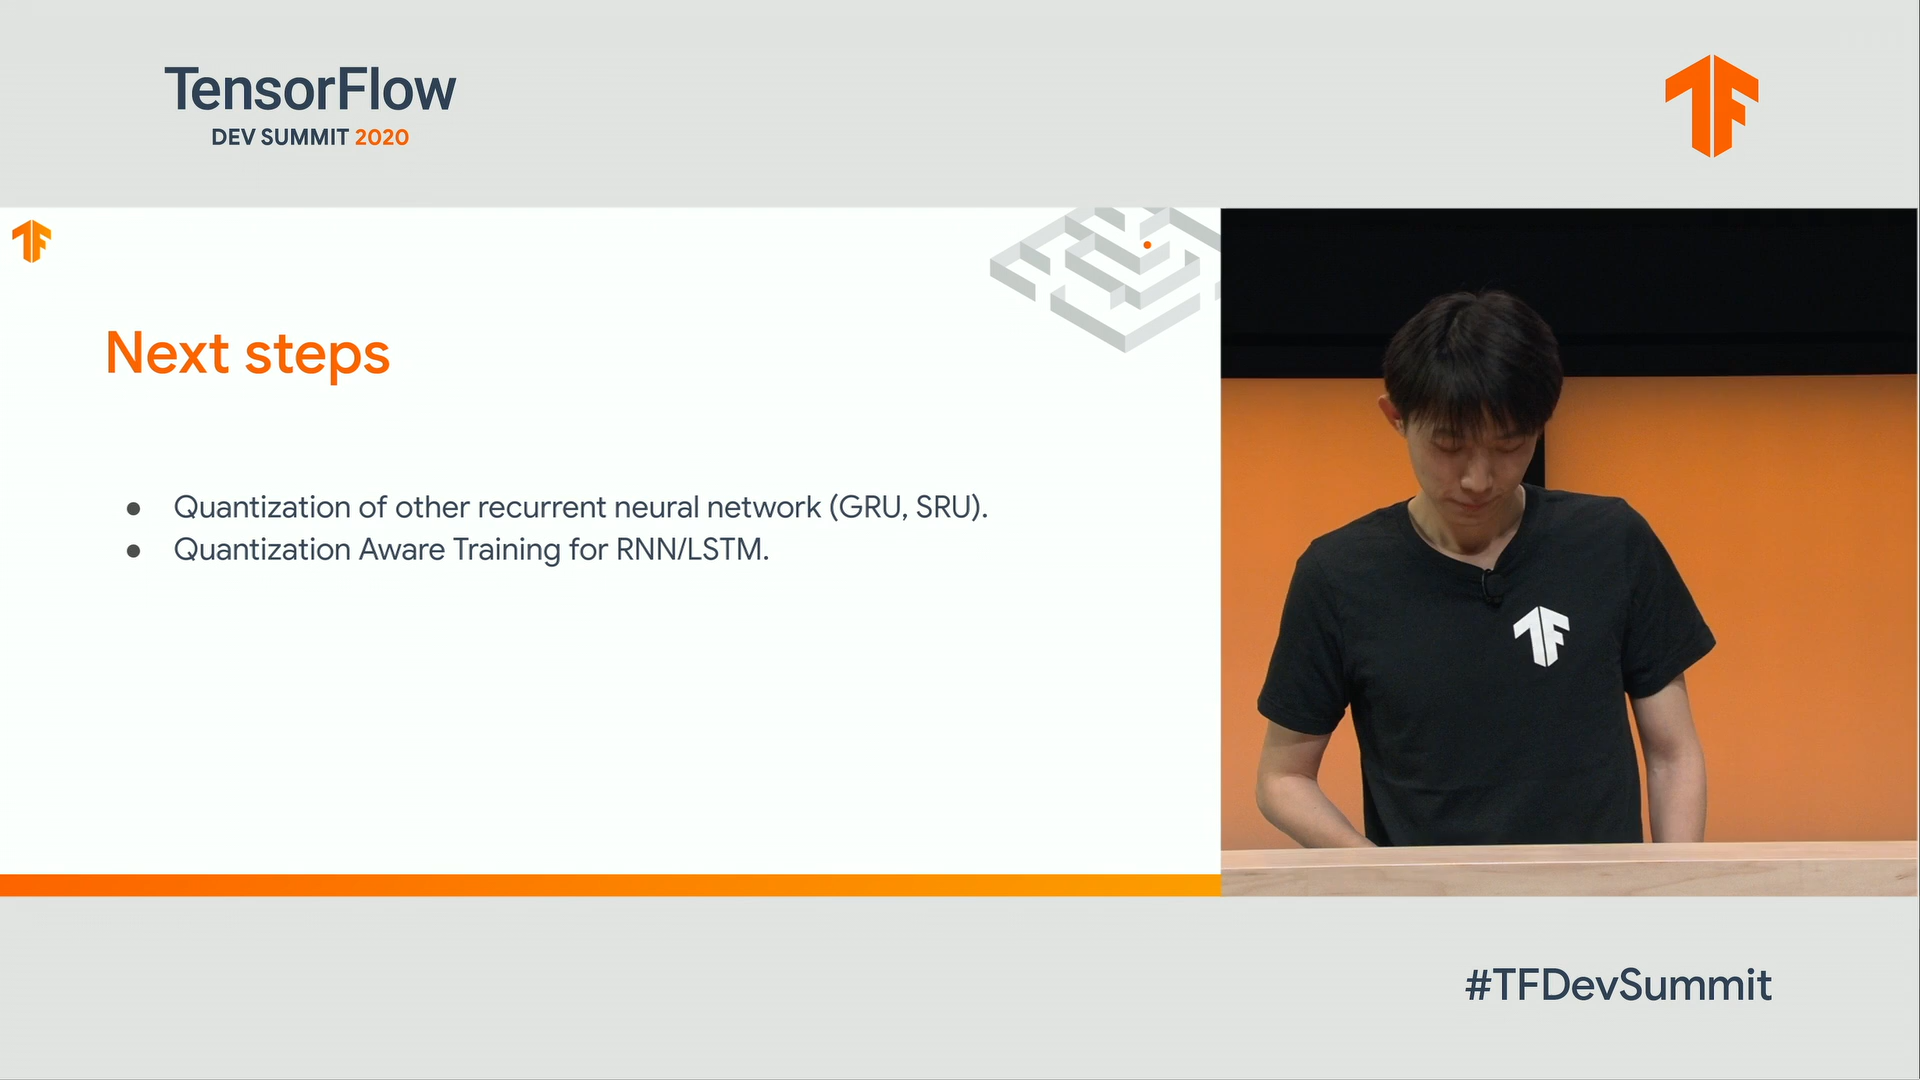 TensorFlow
DEV SUMMIT 2020
Next steps
● Quantization of other recurrent neural network (GRU, SRU).
● Quantization Aware Training for RNN/LSTM.
#TFDevSummit